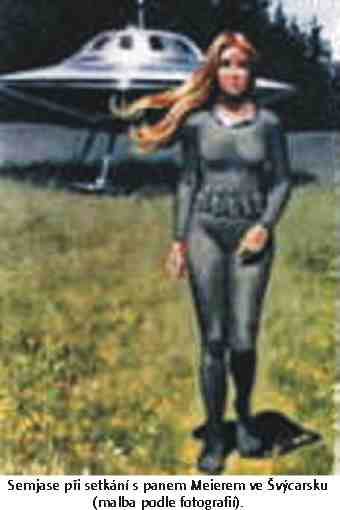 Semjase při setkání s panem Meierem ve Švýcarsku
(malba podle fotografií).